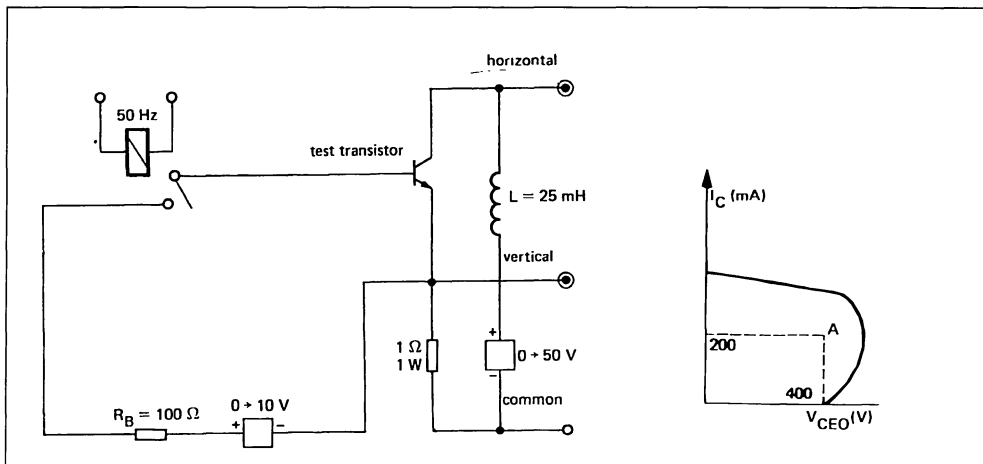 horizontal
50 Hz
test transistor
L = 25 mH
vertical
1 Ω
1 W
+
0 → 50 V
−
common
R_B = 100 Ω
0 → 10 V
+ −
I_C (mA)
A
200
400
V_CEO (V)